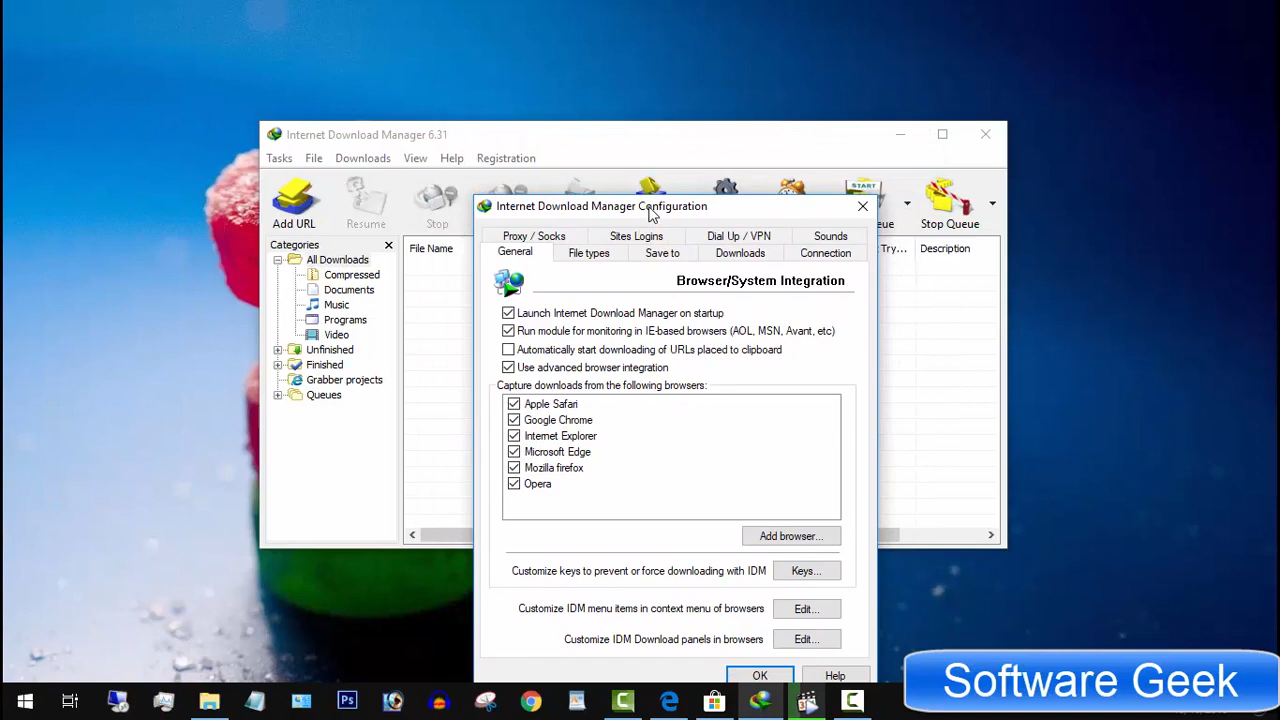 Internet Download Manager 6.31
Tasks File Downloads View Help Registration
Add URL Resume Stop Stop Queue
START
Categories
File Name
Description
All Downloads
Compressed
Documents
Music
Programs
Video
Unfinished
Finished
Grabber projects
Queues
Internet Download Manager Configuration
Proxy / Socks Sites Logins Dial Up / VPN Sounds
General File types Save to Downloads Connection
Browser/System Integration
Launch Internet Download Manager on startup
Run module for monitoring in IE-based browsers (AOL, MSN, Avant, etc)
Automatically start downloading of URLs placed to clipboard
Use advanced browser integration
Capture downloads from the following browsers:
Apple Safari
Google Chrome
Internet Explorer
Microsoft Edge
Mozilla firefox
Opera
Add browser...
Customize keys to prevent or force downloading with IDM Keys...
Customize IDM menu items in context menu of browsers Edit...
Customize IDM Download panels in browsers Edit...
OK Help
Ps
Software Geek